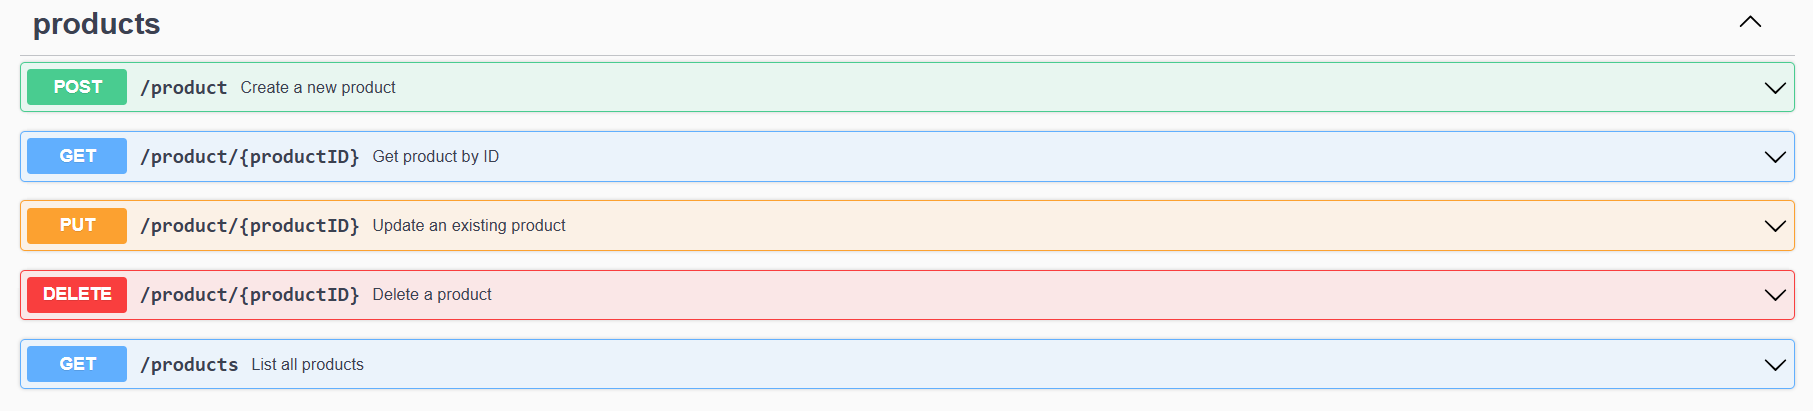 products
POST /product Create a new product
GET /product/{productID} Get product by ID
PUT /product/{productID} Update an existing product
DELETE /product/{productID} Delete a product
GET /products List all products